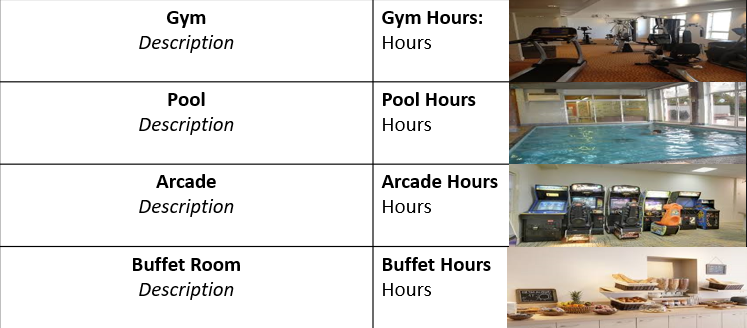 Gym
Description
Gym Hours:
Hours
Pool
Description
Pool Hours
Hours
Arcade
Description
Arcade Hours
Hours
Buffet Room
Description
Buffet Hours
Hours